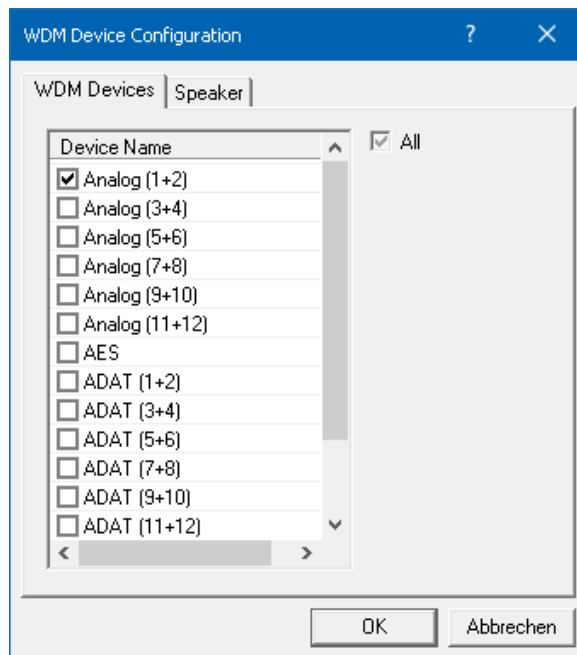 WDM Device Configuration
WDM Devices
Speaker
Device Name
All
Analog (1+2)
Analog (3+4)
Analog (5+6)
Analog (7+8)
Analog (9+10)
Analog (11+12)
AES
ADAT (1+2)
ADAT (3+4)
ADAT (5+6)
ADAT (7+8)
ADAT (9+10)
ADAT (11+12)
OK
Abbrechen